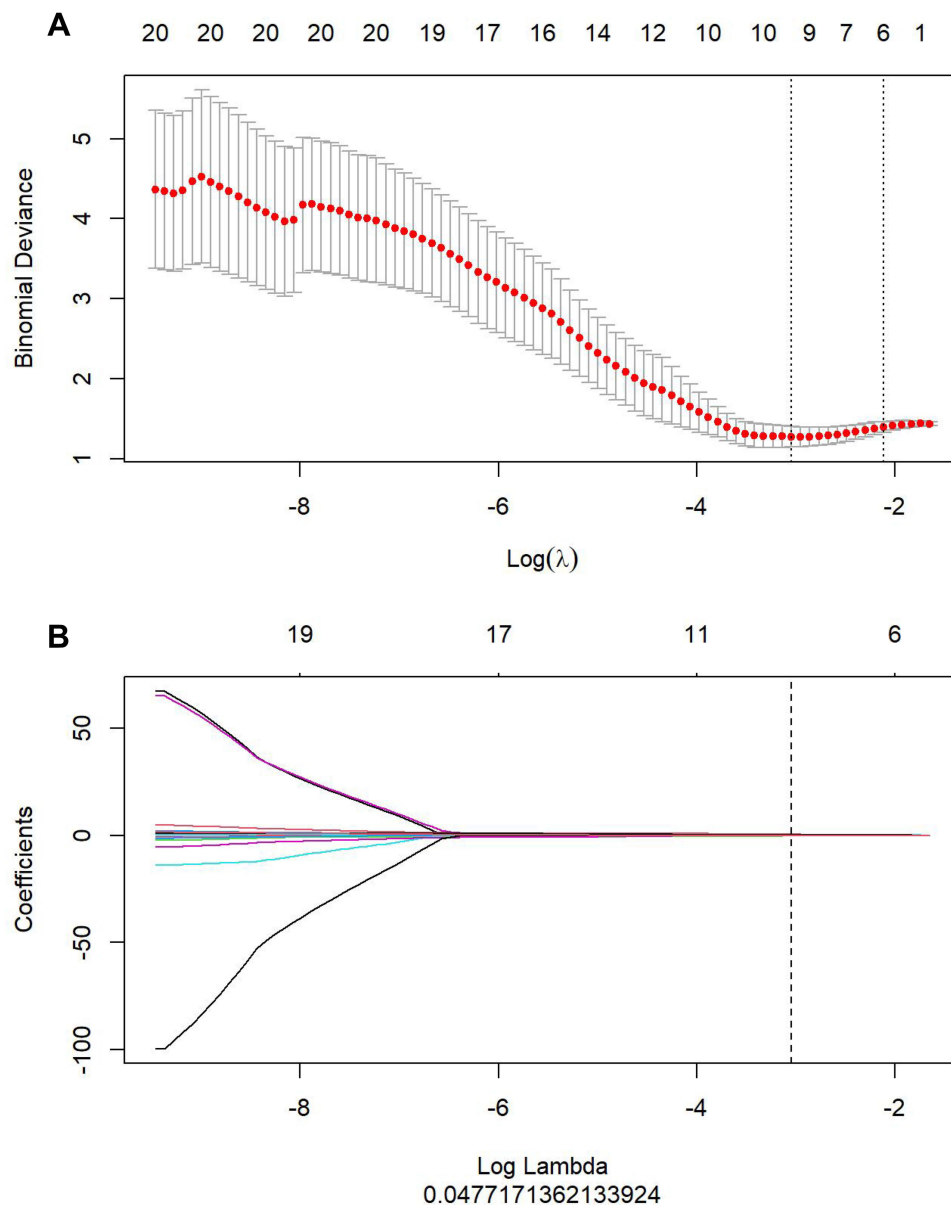 A
20 20 20 20 20 19 17 16 14 12 10 10 9 7 6 1
Binomial Deviance
5
4
3
2
1
-8 -6 -4 -2
Log(λ)
B
19 17 11 6
Coefficients
50
0
-50
-100
-8 -6 -4 -2
Log Lambda
0.0477171362133924